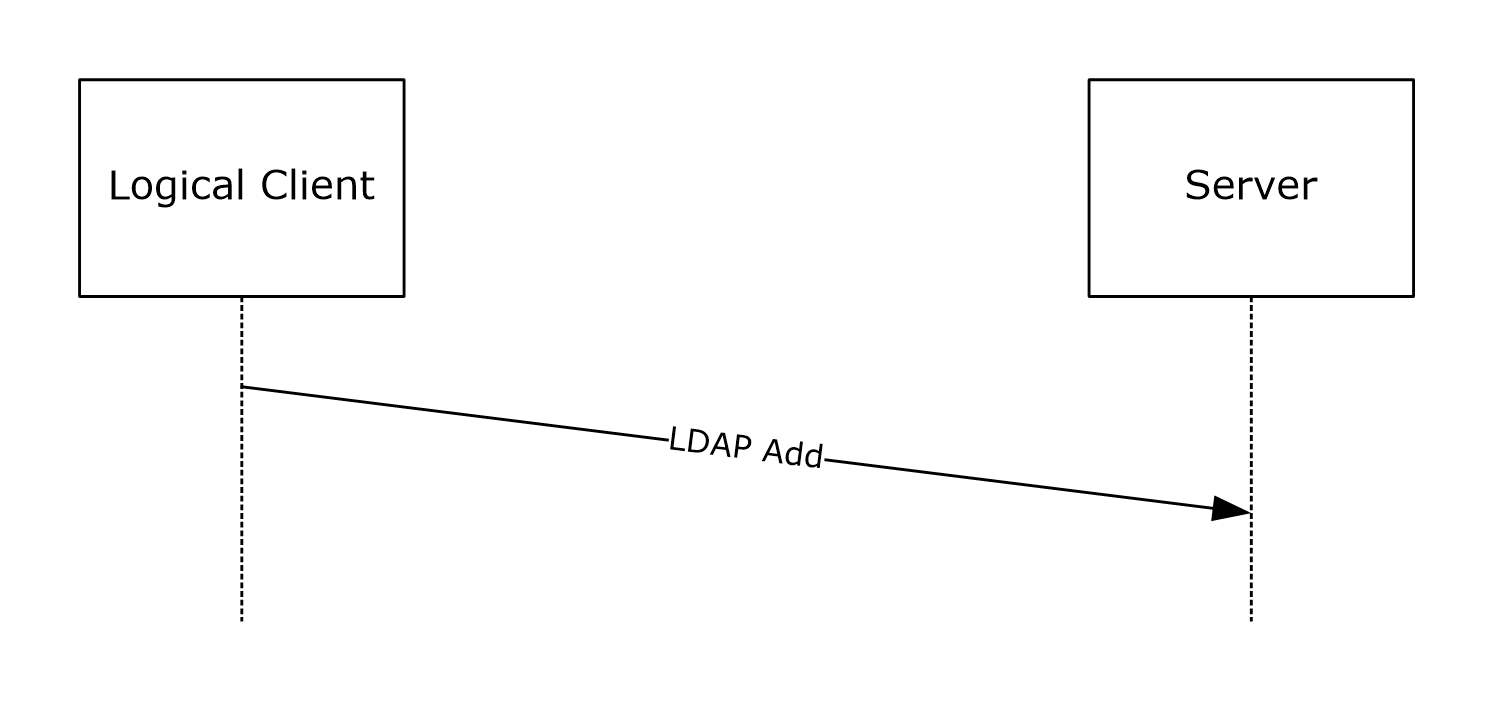 Logical Client
Server
LDAP Add